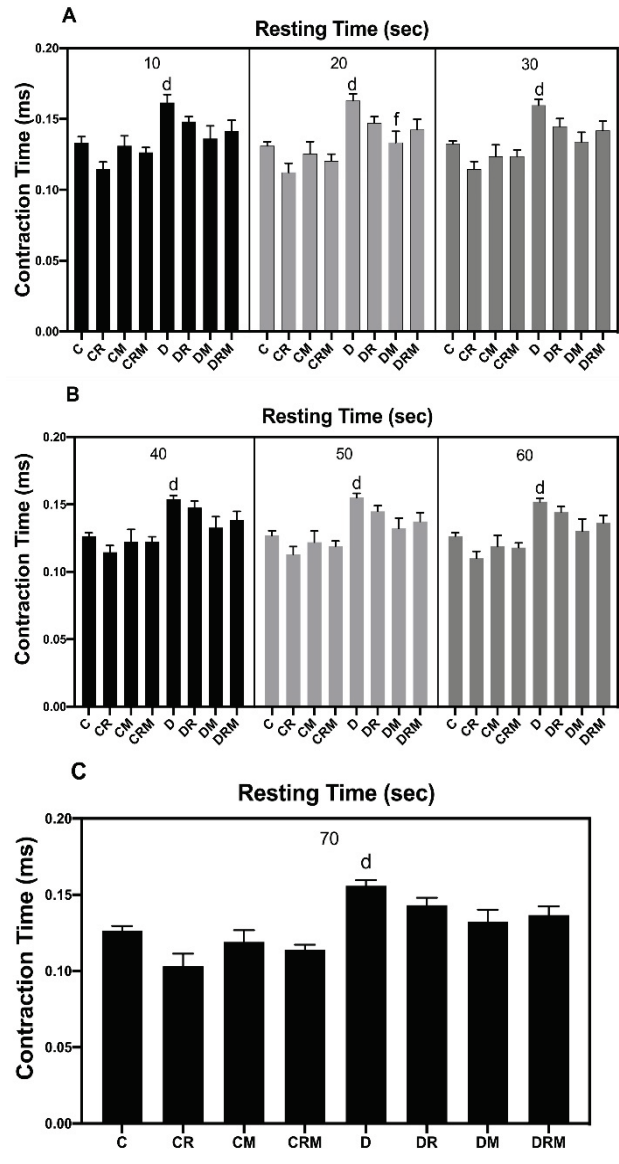 A
Resting Time (sec)
Contraction Time (ms)
10 20 30
d d f d
0.20
0.15
0.10
0.05
0.00
C CR CM CRM D DR DM DRM C CR CM CRM D DR DM DRM C CR CM CRM D DR DM DRM
B
Resting Time (sec)
Contraction Time (ms)
40 50 60
d d d
0.20
0.15
0.10
0.05
0.00
C CR CM CRM D DR DM DRM C CR CM CRM D DR DM DRM C CR CM CRM D DR DM DRM
C
Resting Time (sec)
Contraction Time (ms)
70
d
0.20
0.15
0.10
0.05
0.00
C CR CM CRM D DR DM DRM